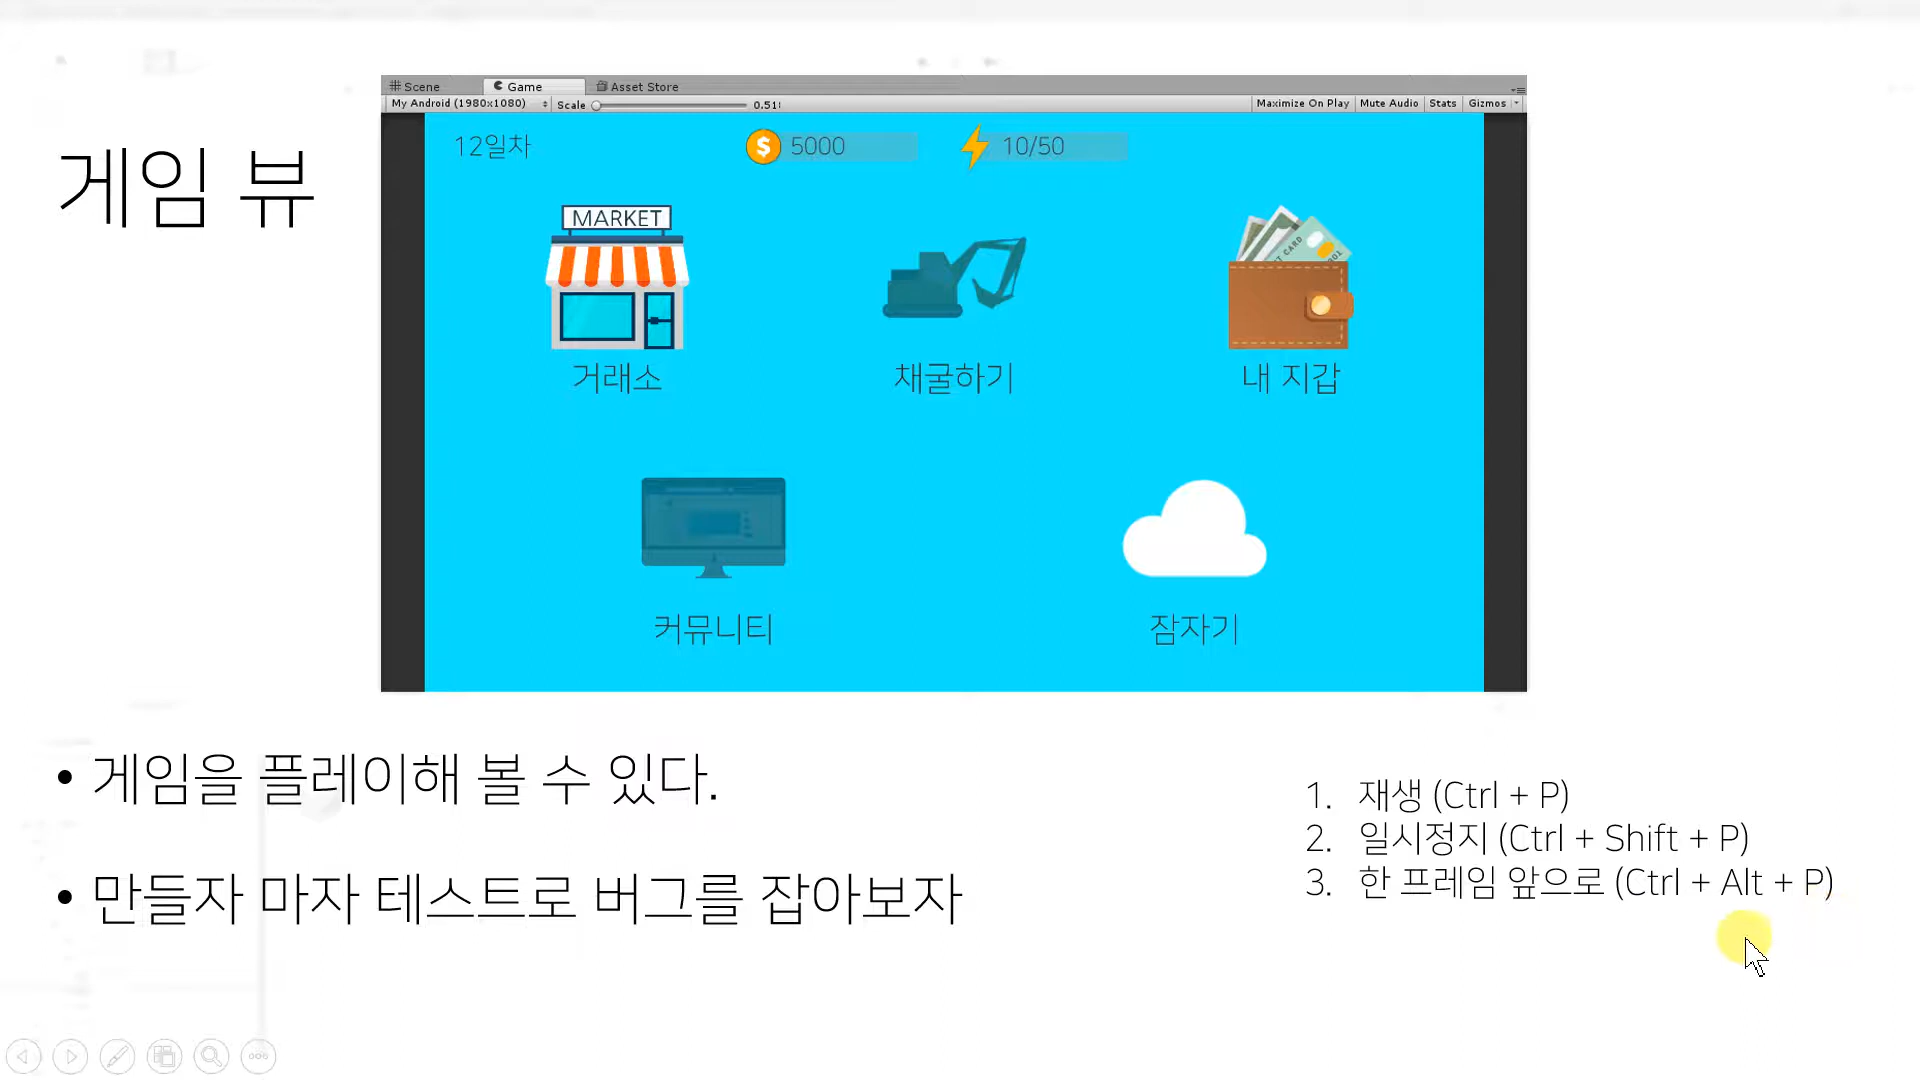 게임 뷰
Scene Game Asset Store
My Android (1980x1080) Scale 0.51 Maximize On Play Mute Audio Stats Gizmos
12일차 5000 10/50
MARKET
거래소 채굴하기 내 지갑
커뮤니티 잠자기
• 게임을 플레이해 볼 수 있다.
• 만들자 마자 테스트로 버그를 잡아보자
1. 재생 (Ctrl + P)
2. 일시정지 (Ctrl + Shift + P)
3. 한 프레임 앞으로 (Ctrl + Alt + P)